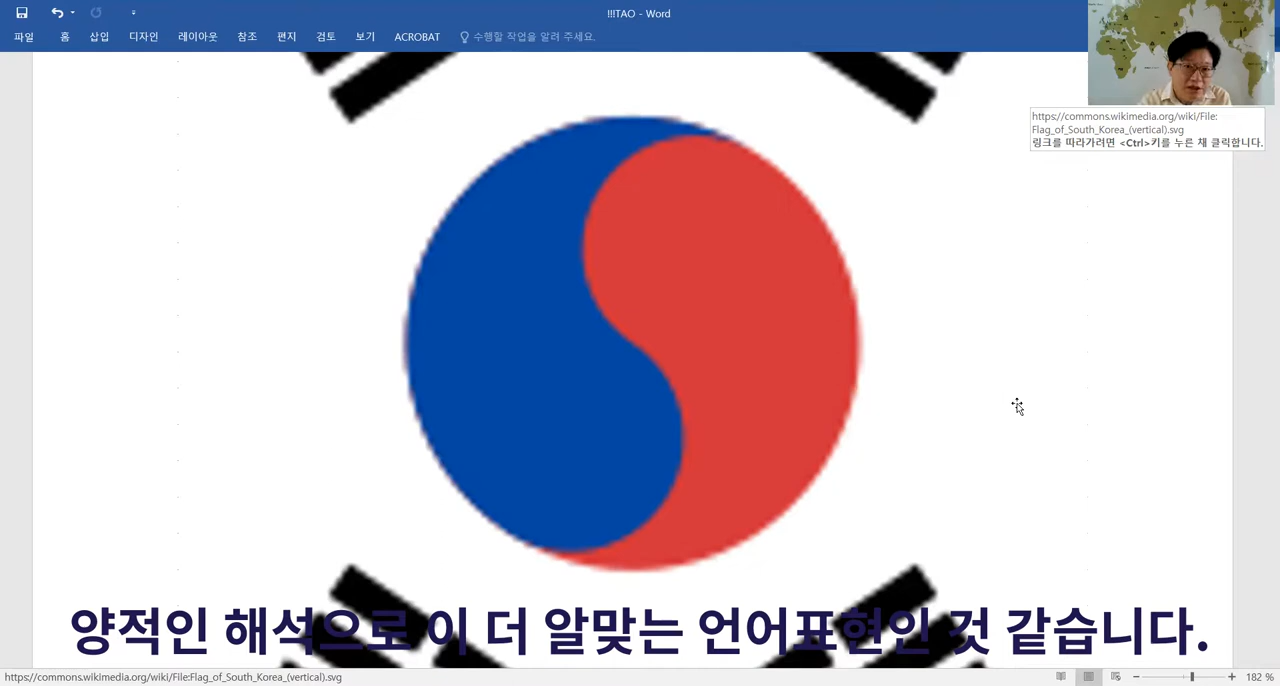 !!!TAO - Word
파일 홈 삽입 디자인 레이아웃 참조 편지 검토 보기 ACROBAT 수행할 작업을 알려 주세요.
https://commons.wikimedia.org/wiki/File:
Flag_of_South_Korea_(vertical).svg
링크를 따라가려면 <Ctrl>키를 누른 채 클릭합니다.
양적인 해석으로 이 더 알맞는 언어표현인 것 같습니다.
https://commons.wikimedia.org/wiki/File:Flag_of_South_Korea_(vertical).svg
182 %